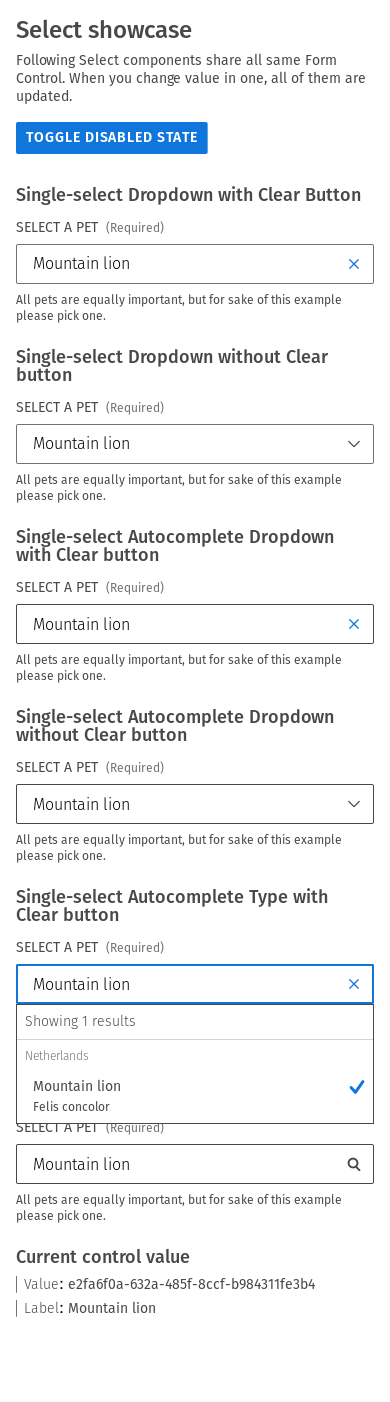 Select showcase
Following Select components share all same Form
Control. When you change value in one, all of them are
updated.
TOGGLE DISABLED STATE
Single-select Dropdown with Clear Button
SELECT A PET (Required)
Mountain lion
All pets are equally important, but for sake of this example
please pick one.
Single-select Dropdown without Clear
button
SELECT A PET (Required)
Mountain lion
All pets are equally important, but for sake of this example
please pick one.
Single-select Autocomplete Dropdown
with Clear button
SELECT A PET (Required)
Mountain lion
All pets are equally important, but for sake of this example
please pick one.
Single-select Autocomplete Dropdown
without Clear button
SELECT A PET (Required)
Mountain lion
All pets are equally important, but for sake of this example
please pick one.
Single-select Autocomplete Type with
Clear button
SELECT A PET (Required)
Mountain lion
Showing 1 results
Netherlands
Mountain lion
Felis concolor
SELECT A PET (Required)
Mountain lion
All pets are equally important, but for sake of this example
please pick one.
Current control value
Value: e2fa6f0a-632a-485f-8ccf-b984311fe3b4
Label: Mountain lion